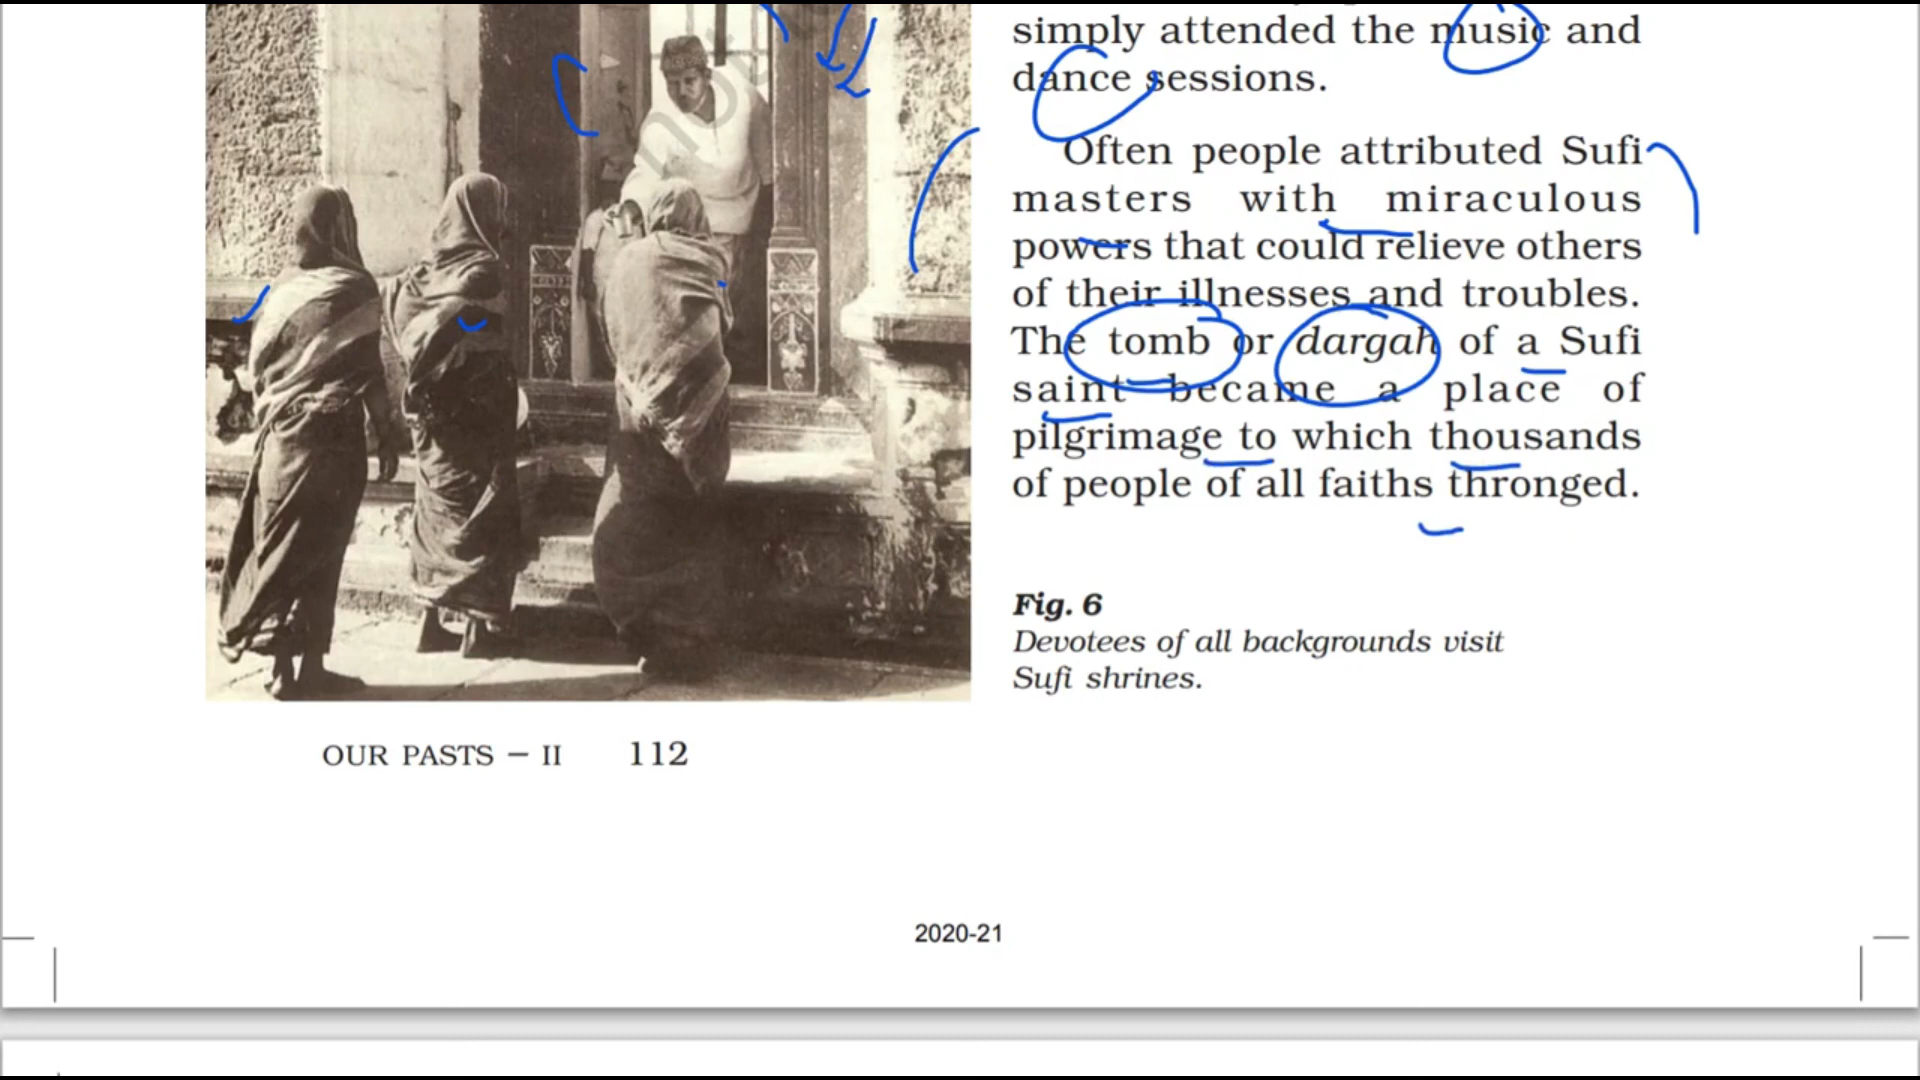 simply attended the music and
dance sessions.
Often people attributed Sufi
masters with miraculous
powers that could relieve others
of their illnesses and troubles.
The tomb or dargah of a Sufi
saint became a place of
pilgrimage to which thousands
of people of all faiths thronged.
Fig. 6
Devotees of all backgrounds visit
Sufi shrines.
OUR PASTS – II 112
2020-21
not